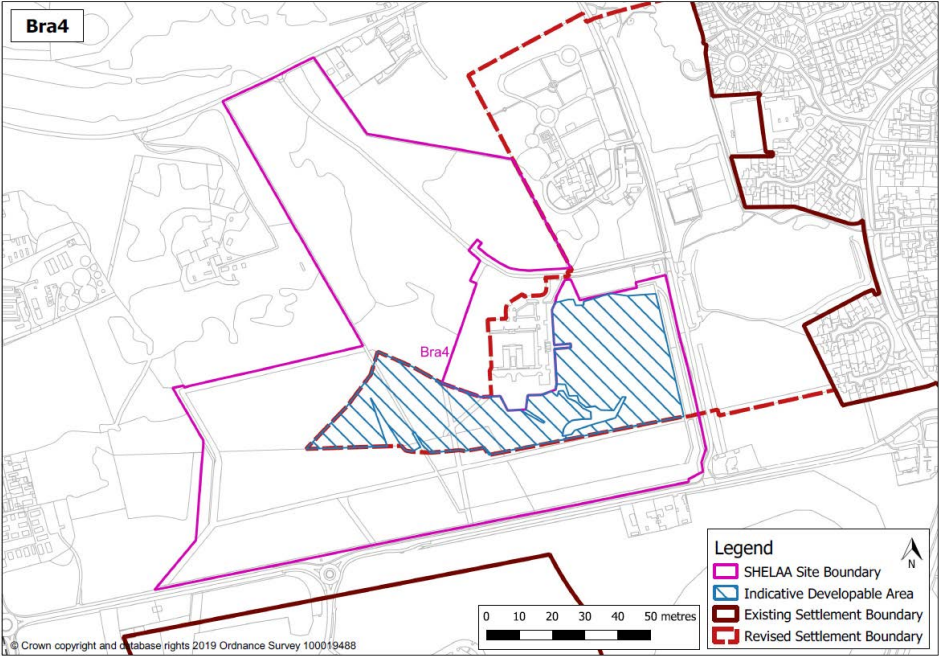 Bra4
Bra4
Legend
N
SHELAA Site Boundary
Indicative Developable Area
Existing Settlement Boundary
Revised Settlement Boundary
0 10 20 30 40 50 metres
© Crown copyright and database rights 2019 Ordnance Survey 100019488